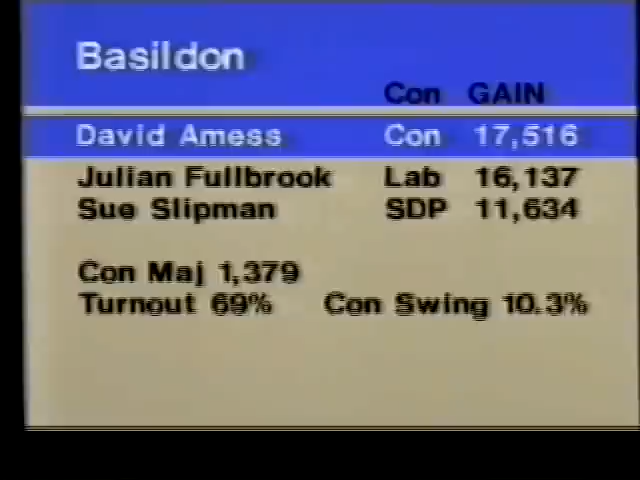 Basildon
Con GAIN
David Amess Con 17,516
Julian Fullbrook Lab 16,137
Sue Slipman SDP 11,634
Con Maj 1,379
Turnout 69% Con Swing 10.3%